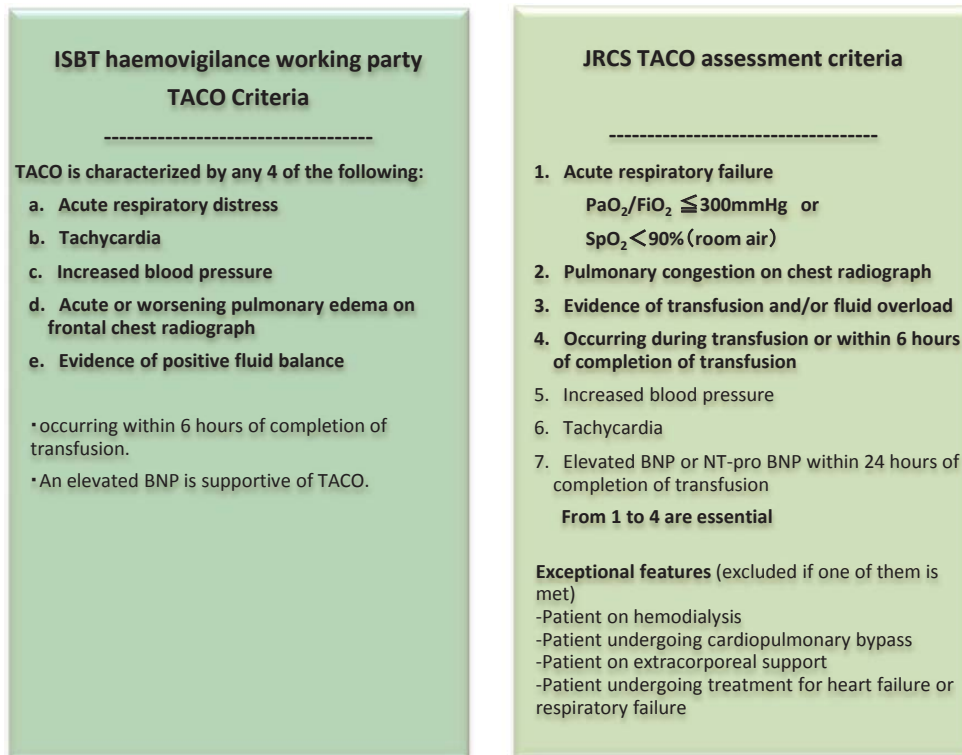 ISBT haemovigilance working party
TACO Criteria
-----------------------------------
TACO is characterized by any 4 of the following:
a. Acute respiratory distress
b. Tachycardia
c. Increased blood pressure
d. Acute or worsening pulmonary edema on
frontal chest radiograph
e. Evidence of positive fluid balance
・occurring within 6 hours of completion of
transfusion.
・An elevated BNP is supportive of TACO.
JRCS TACO assessment criteria
-----------------------------------
1. Acute respiratory failure
PaO₂/FiO₂ ≦300mmHg or
SpO₂＜90%(room air)
2. Pulmonary congestion on chest radiograph
3. Evidence of transfusion and/or fluid overload
4. Occurring during transfusion or within 6 hours
of completion of transfusion
5. Increased blood pressure
6. Tachycardia
7. Elevated BNP or NT-pro BNP within 24 hours of
completion of transfusion
From 1 to 4 are essential
Exceptional features (excluded if one of them is
met)
-Patient on hemodialysis
-Patient undergoing cardiopulmonary bypass
-Patient on extracorporeal support
-Patient undergoing treatment for heart failure or
respiratory failure